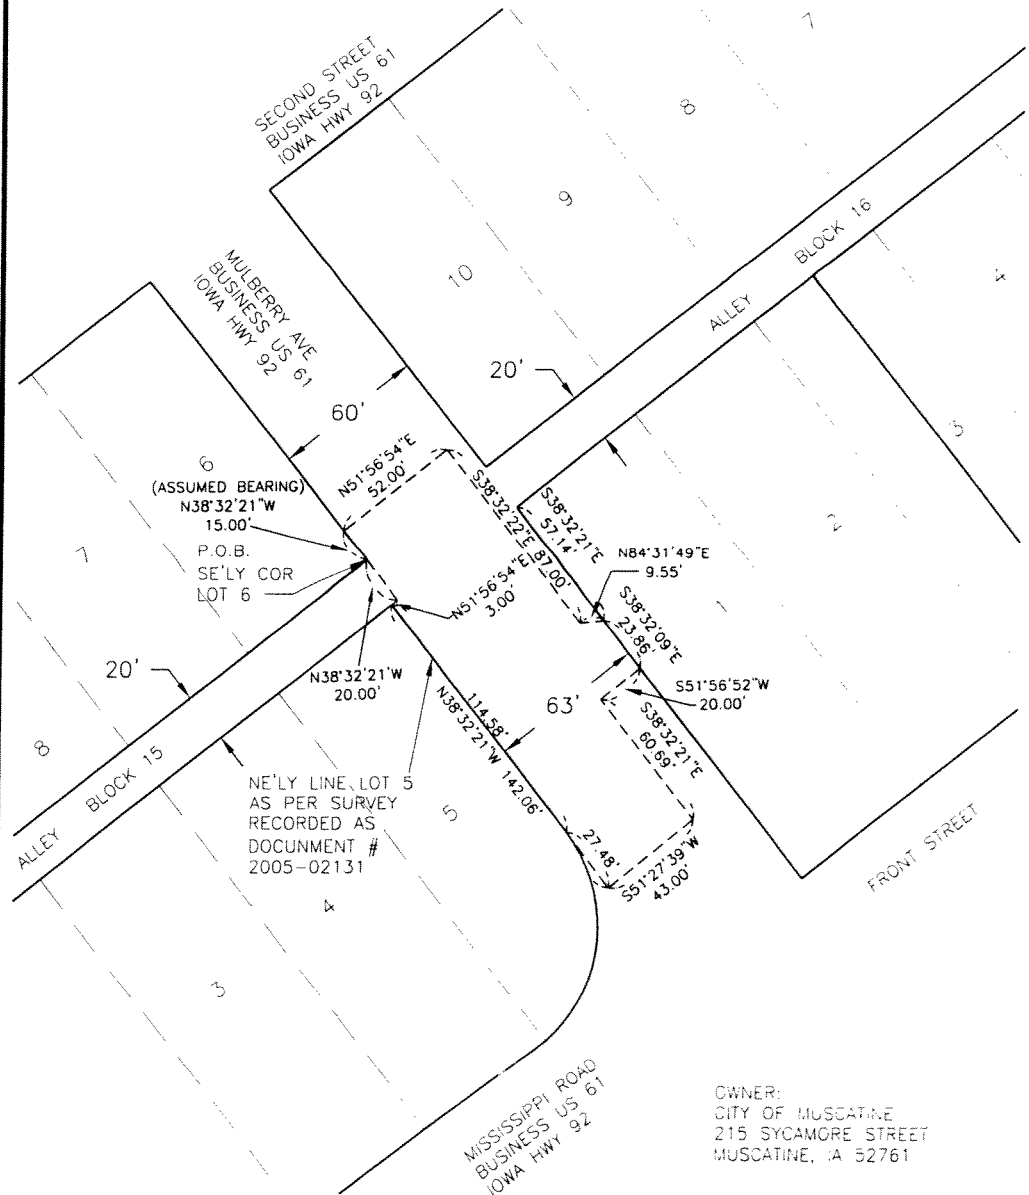 SECOND STREET
BUSINESS US 61
IOWA HWY 92
7
8
9
10
BLOCK 16
ALLEY
4
3
2
1
MULBERRY AVE
BUSINESS US 61
IOWA HWY 92
60'
20'
6
(ASSUMED BEARING)
N38°32'21"W
15.00'
P.O.B.
SE'LY COR
LOT 6
7
8
N51°56'54"E
52.00'
S38°32'22"E 87.00'
S38°32'21"E
57.14'
N84°31'49"E
9.55'
N51°56'54"E
3.00'
S38°32'09"E
23.86'
S51°56'52"W
20.00'
N38°32'21"W
20.00'
20'
63'
S38°32'21"E
60.69'
114.58'
N38°32'21"W 142.06'
27.48'
S51°27'39"W
43.00'
BLOCK 15
ALLEY
NE'LY LINE LOT 5
AS PER SURVEY
RECORDED AS
DOCUNMENT #
2005-02131
5
4
3
FRONT STREET
MISSISSIPPI ROAD
BUSINESS US 61
IOWA HWY 92
OWNER:
CITY OF MUSCATINE
215 SYCAMORE STREET
MUSCATINE, IA 52761